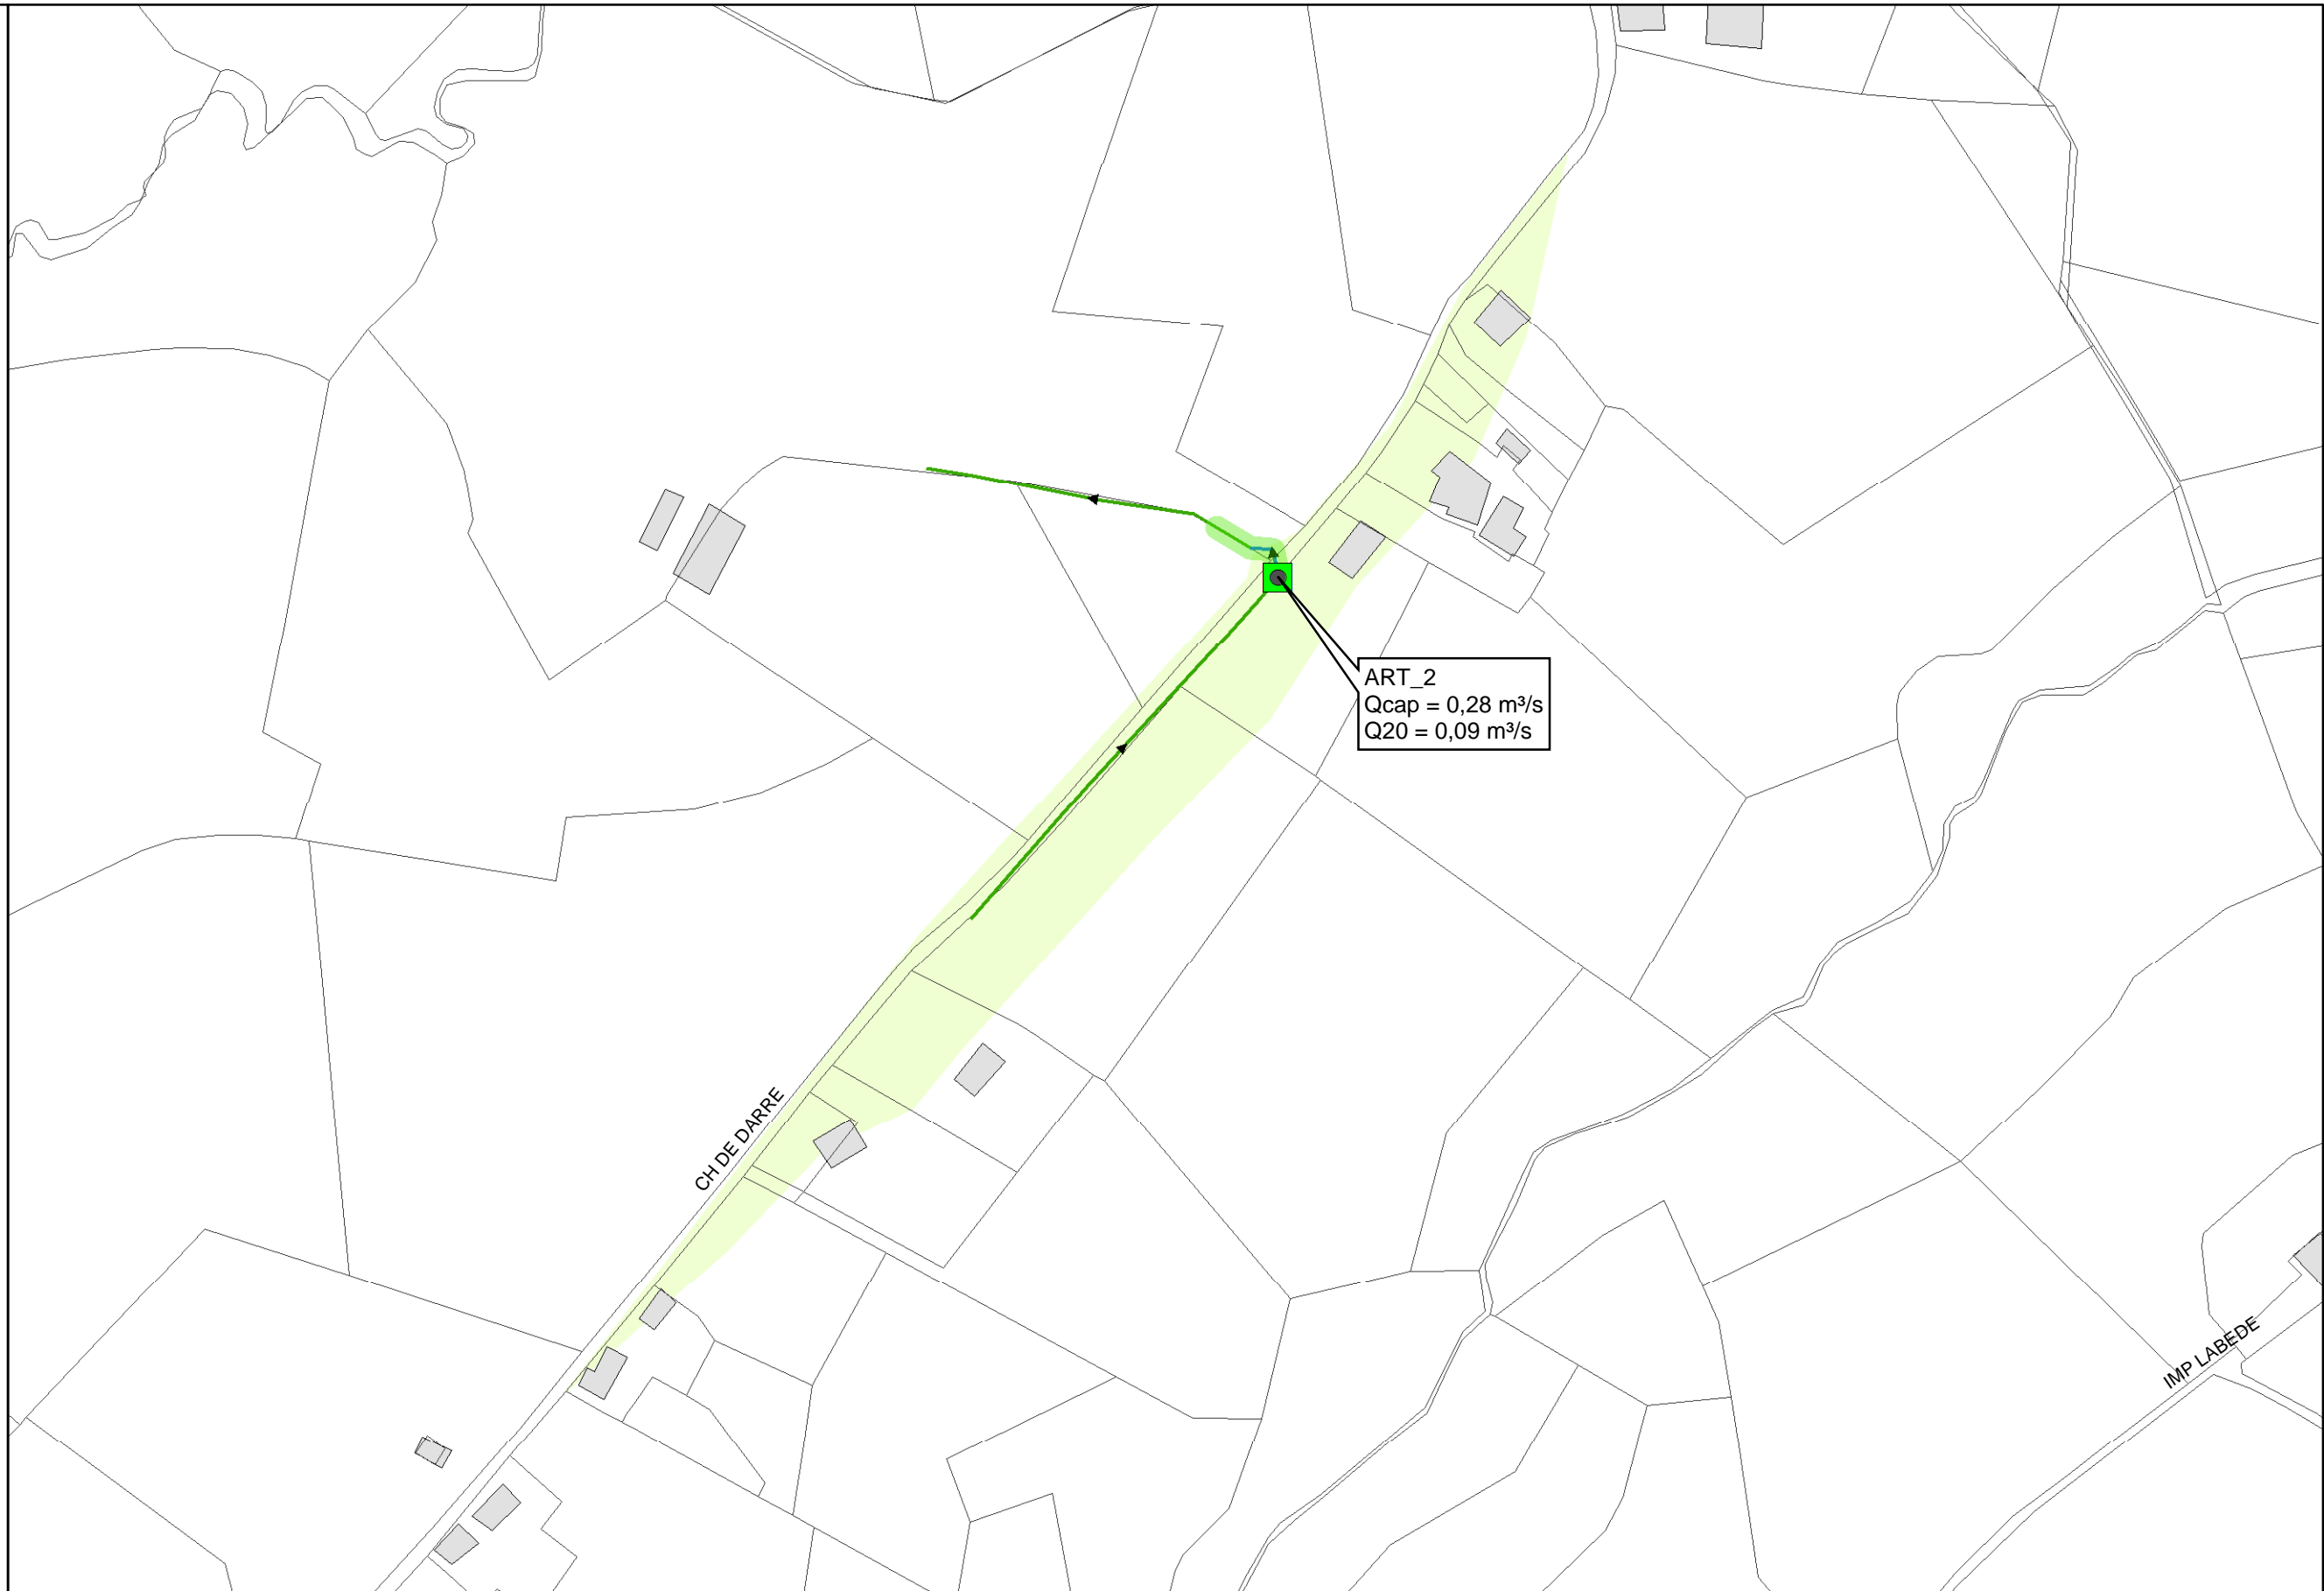 ART_2
Qcap = 0,28 m³/s
Q20 = 0,09 m³/s
CH DE DARRE
IMP LABEDE